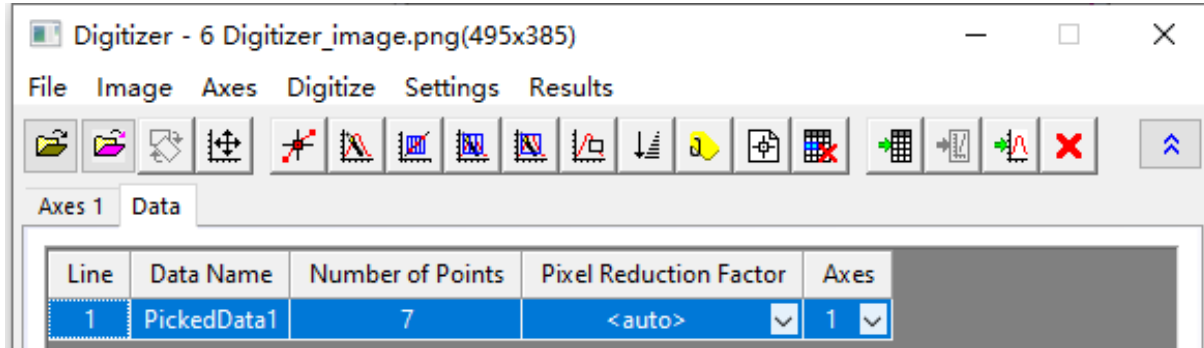 Digitizer - 6 Digitizer_image.png(495x385)
File Image Axes Digitize Settings Results
Axes 1 Data
Line Data Name Number of Points Pixel Reduction Factor Axes
1 PickedData1 7 <auto> 1